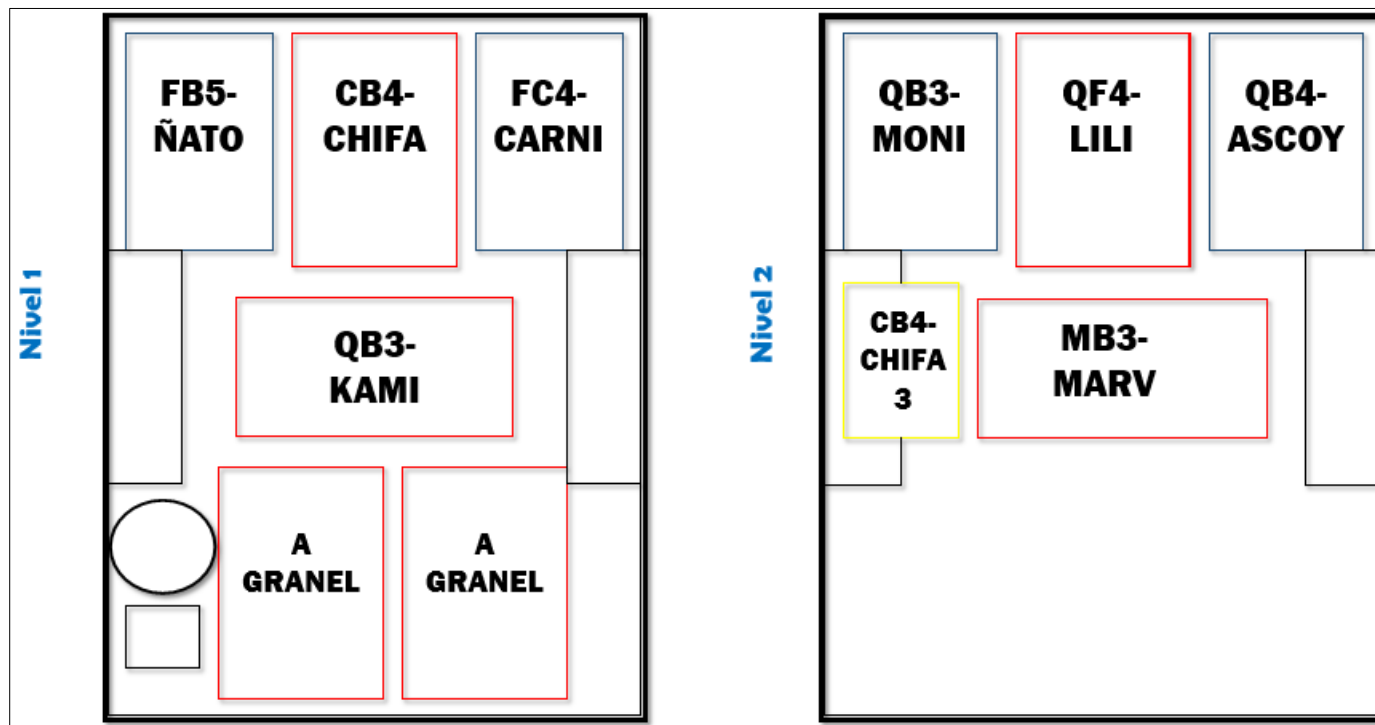 Nivel 1
FB5-
ÑATO
CB4-
CHIFA
FC4-
CARNI
QB3-
KAMI
A
GRANEL
A
GRANEL
Nivel 2
QB3-
MONI
QF4-
LILI
QB4-
ASCOY
CB4-
CHIFA
3
MB3-
MARV